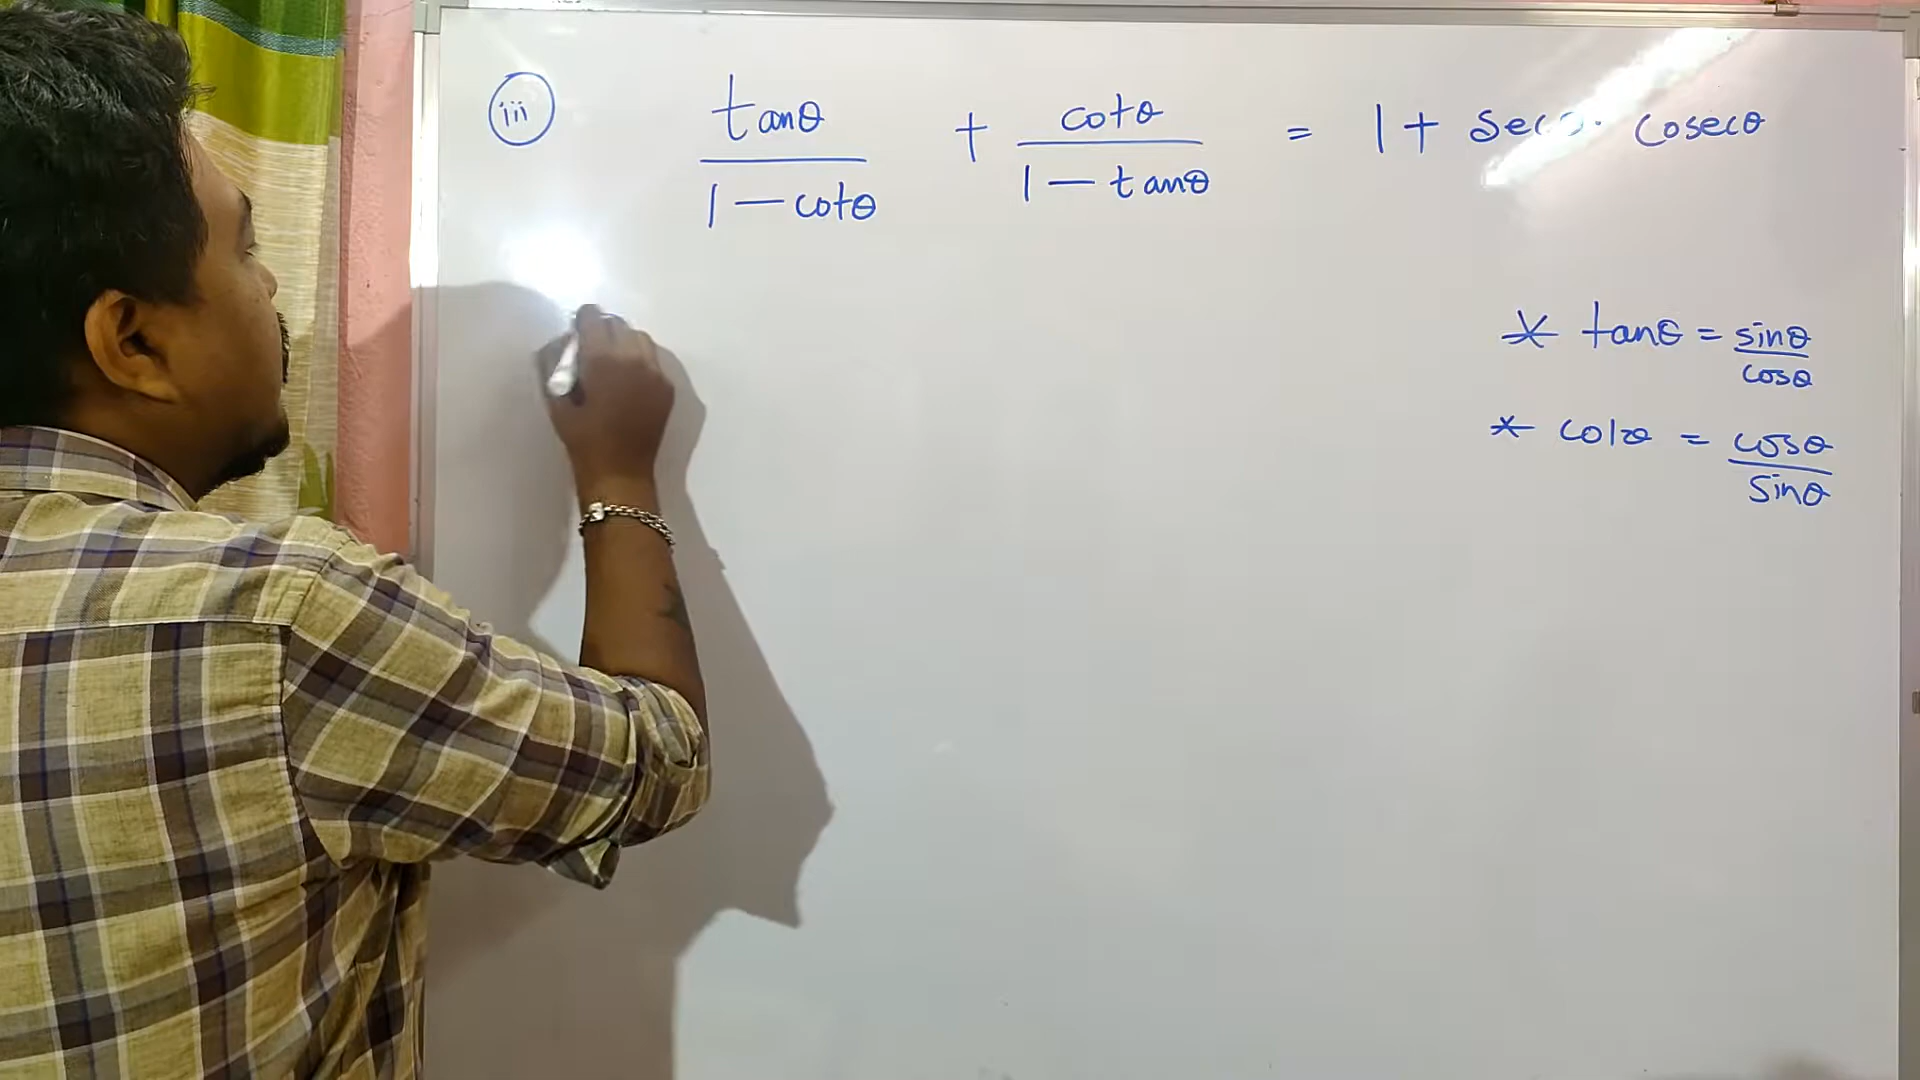 iii tanθ/1 - cotθ + cotθ/1 - tanθ = 1 + secθ. cosecθ
* tanθ = sinθ/cosθ
* cotθ = cosθ/sinθ